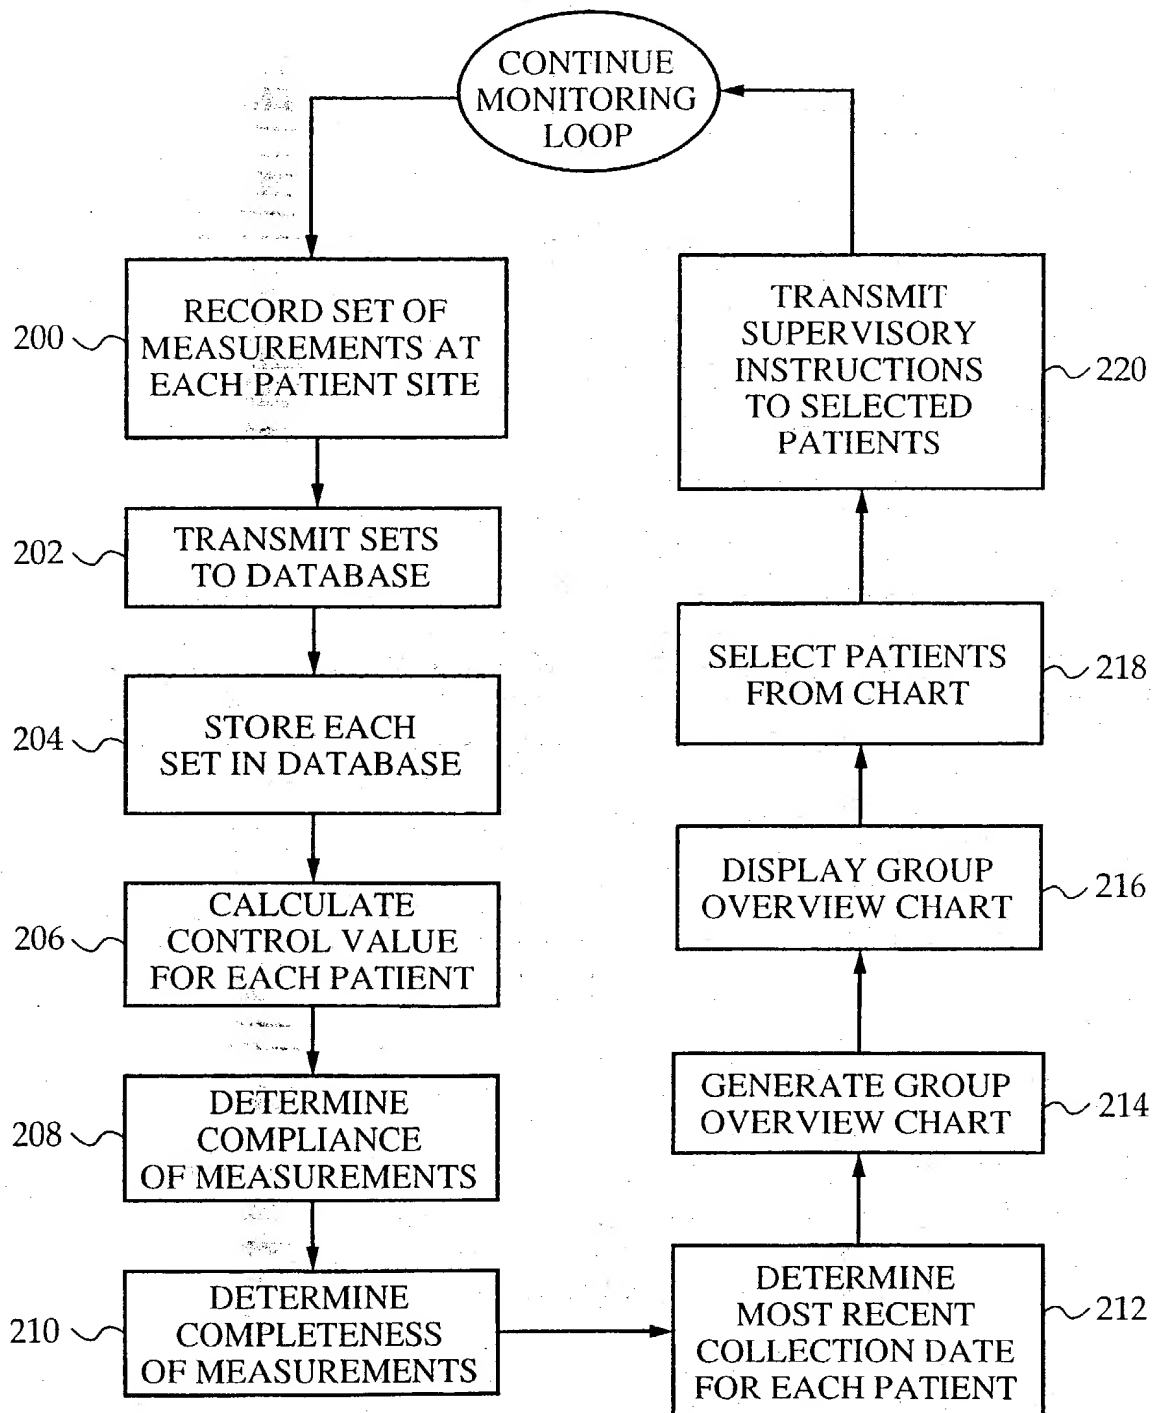 CONTINUE
MONITORING
LOOP
200
RECORD SET OF
MEASUREMENTS AT
EACH PATIENT SITE
202
TRANSMIT SETS
TO DATABASE
204
STORE EACH
SET IN DATABASE
206
CALCULATE
CONTROL VALUE
FOR EACH PATIENT
208
DETERMINE
COMPLIANCE
OF MEASUREMENTS
210
DETERMINE
COMPLETENESS
OF MEASUREMENTS
DETERMINE
MOST RECENT
COLLECTION DATE
FOR EACH PATIENT
212
GENERATE GROUP
OVERVIEW CHART
214
DISPLAY GROUP
OVERVIEW CHART
216
SELECT PATIENTS
FROM CHART
218
TRANSMIT
SUPERVISORY
INSTRUCTIONS
TO SELECTED
PATIENTS
220